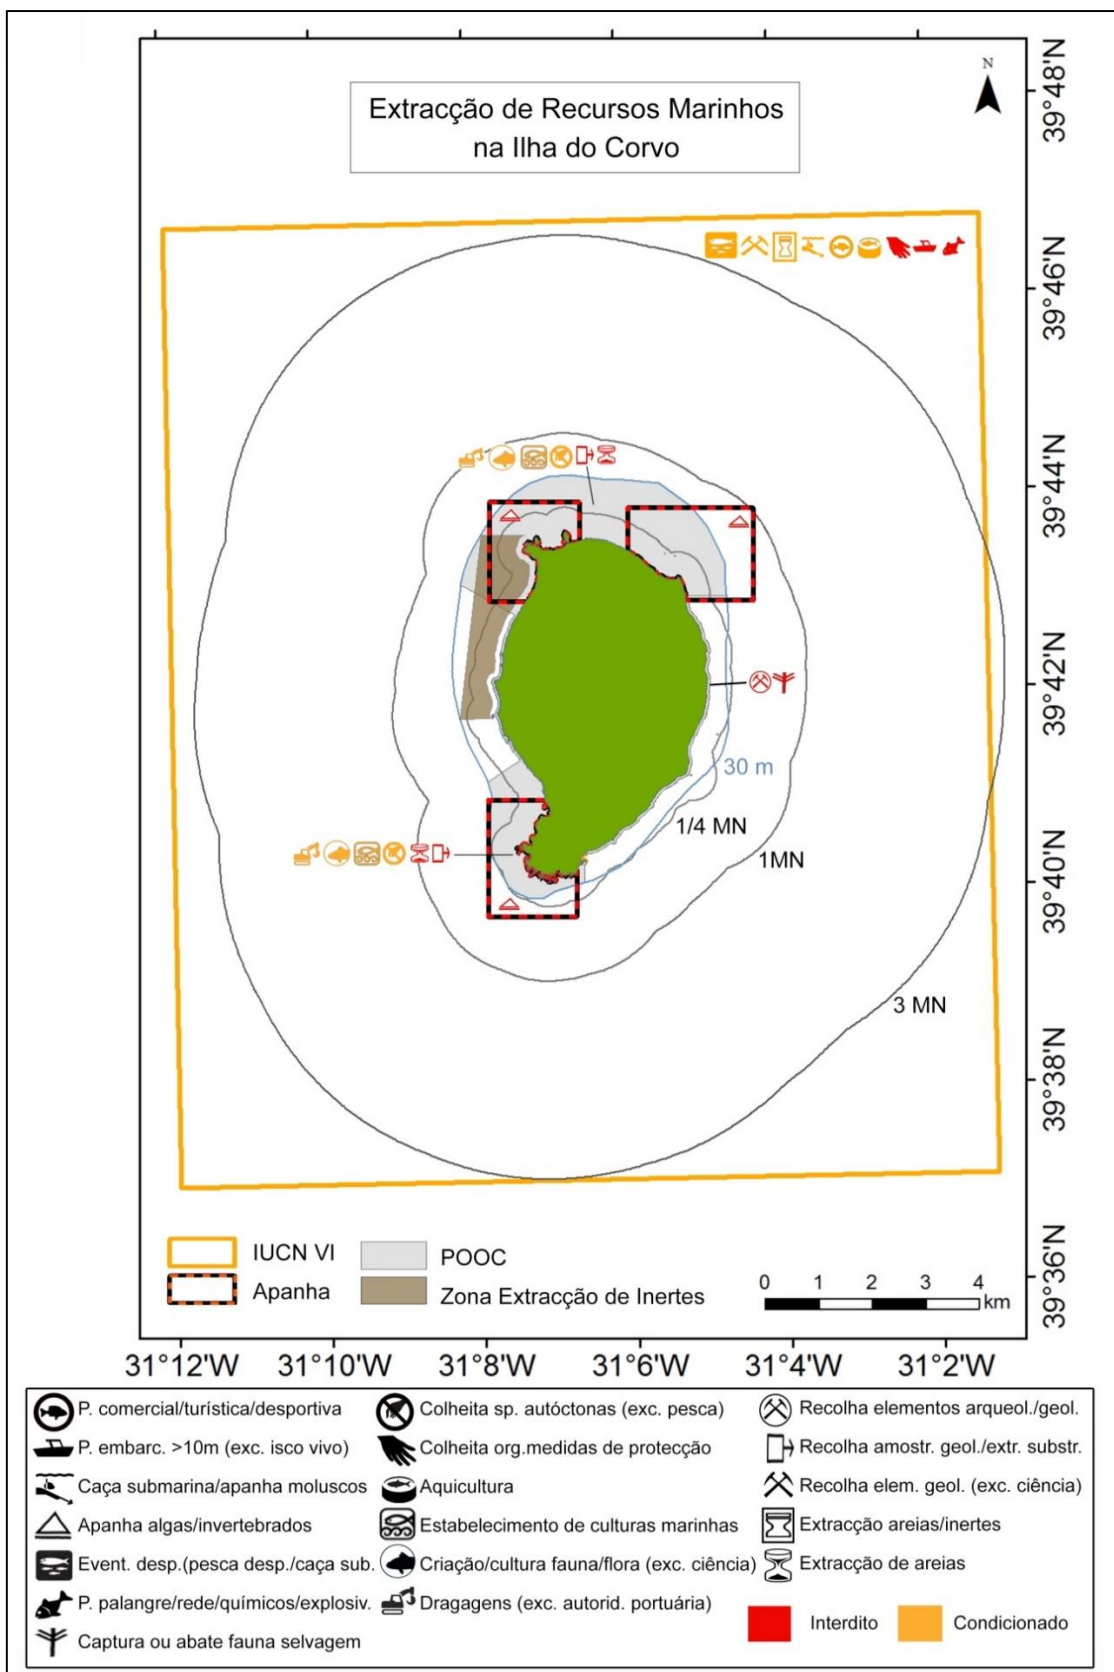 N
Extracção de Recursos Marinhos
na Ilha do Corvo
39°48'N
39°46'N
39°44'N
39°42'N
39°40'N
39°38'N
39°36'N
30 m
1/4 MN
1MN
3 MN
IUCN VI
POOC
Apanha
Zona Extracção de Inertes
0 1 2 3 4
km
31°12'W 31°10'W 31°8'W 31°6'W 31°4'W 31°2'W
P. comercial/turística/desportiva
P. embarc. >10m (exc. isco vivo)
Caça submarina/apanha moluscos
Apanha algas/invertebrados
Event. desp.(pesca desp./caça sub.
P. palangre/rede/químicos/explosiv.
Captura ou abate fauna selvagem
Colheita sp. autóctonas (exc. pesca)
Colheita org.medidas de protecção
Aquicultura
Estabelecimento de culturas marinhas
Criação/cultura fauna/flora (exc. ciência)
Dragagens (exc. autorid. portuária)
Recolha elementos arqueol./geol.
Recolha amostr. geol./extr. substr.
Recolha elem. geol. (exc. ciência)
Extracção areias/inertes
Extracção de areias
Interdito
Condicionado